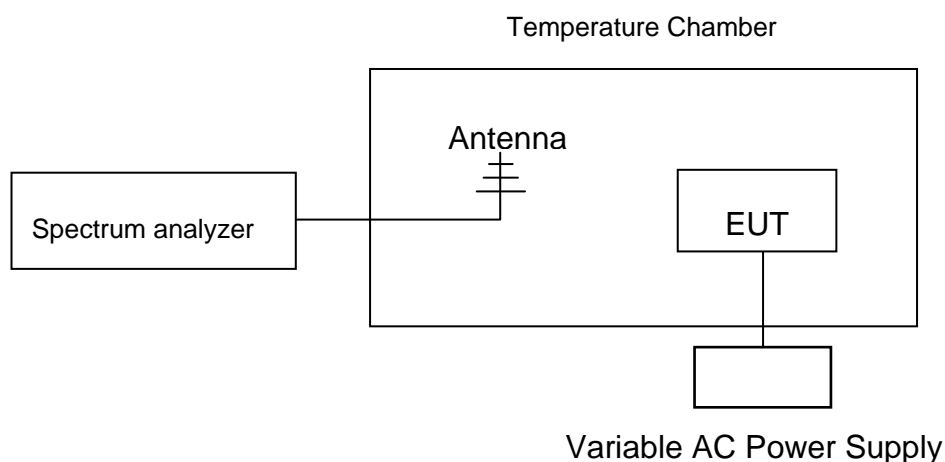 Temperature Chamber
Antenna
Spectrum analyzer
EUT
Variable AC Power Supply